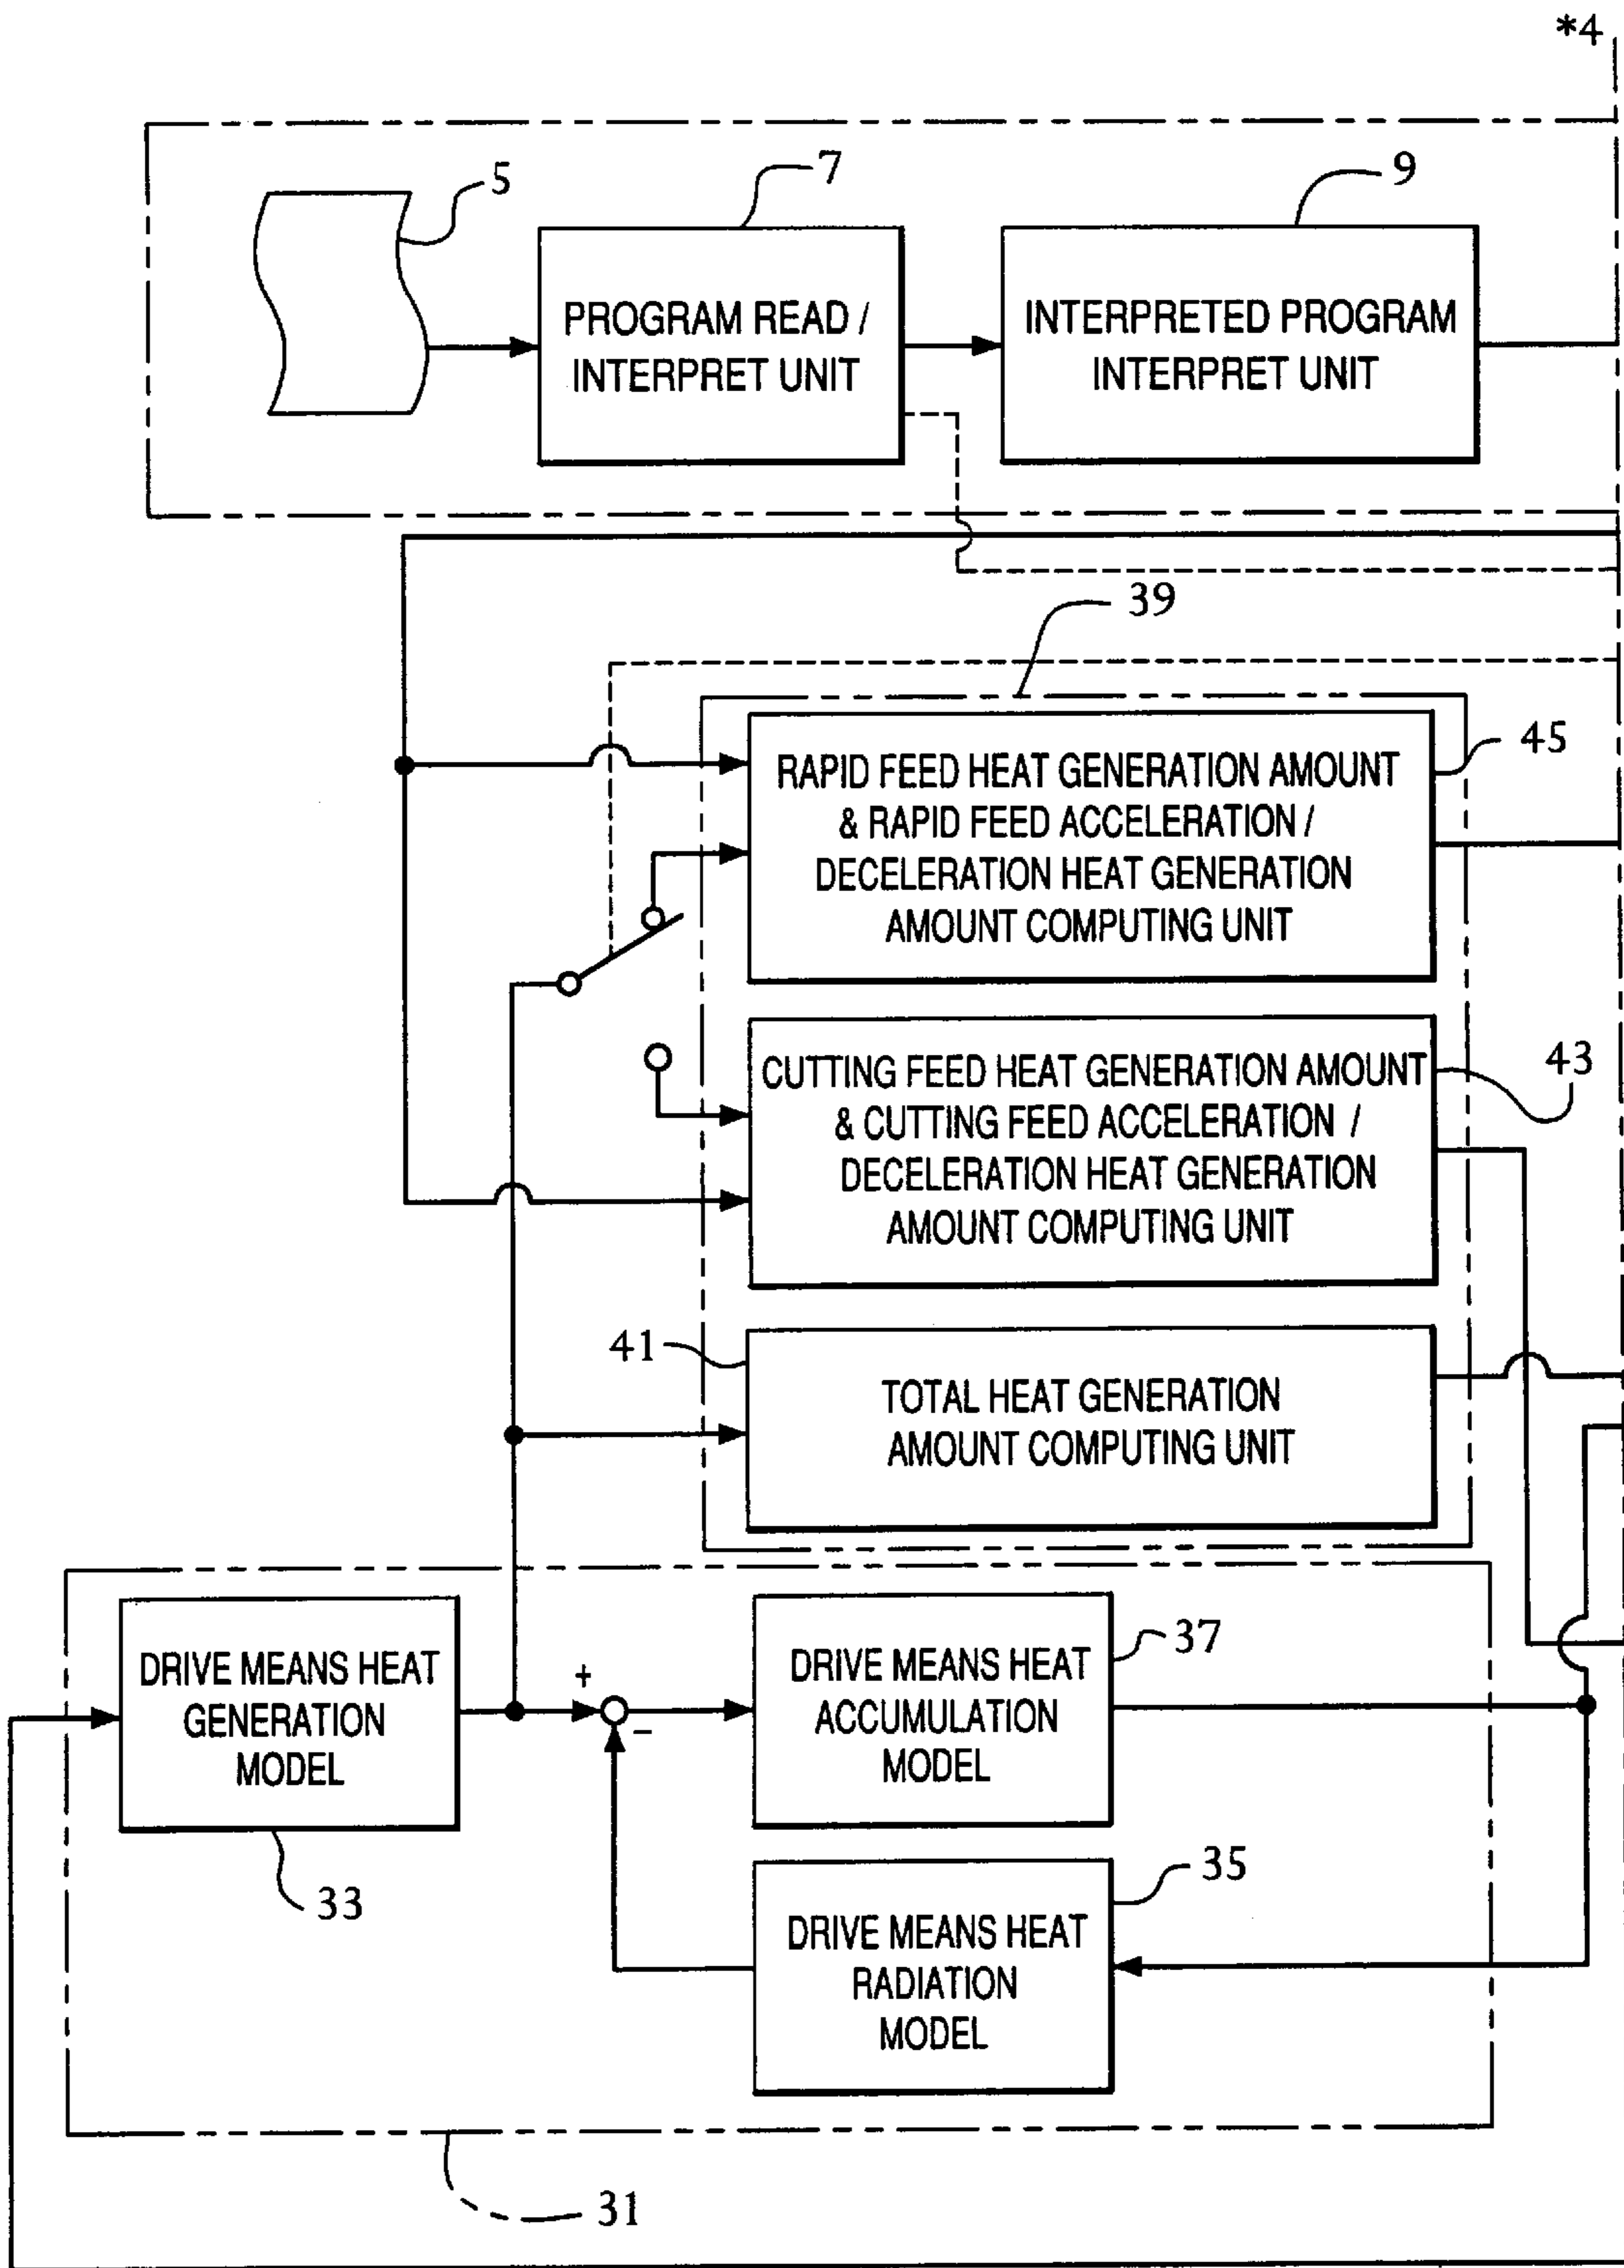 *4
5
7
9
PROGRAM READ /
INTERPRET UNIT
INTERPRETED PROGRAM
INTERPRET UNIT
39
45
RAPID FEED HEAT GENERATION AMOUNT
& RAPID FEED ACCELERATION /
DECELERATION HEAT GENERATION
AMOUNT COMPUTING UNIT
43
CUTTING FEED HEAT GENERATION AMOUNT
& CUTTING FEED ACCELERATION /
DECELERATION HEAT GENERATION
AMOUNT COMPUTING UNIT
41
TOTAL HEAT GENERATION
AMOUNT COMPUTING UNIT
DRIVE MEANS HEAT
GENERATION
MODEL
33
+
−
37
DRIVE MEANS HEAT
ACCUMULATION
MODEL
35
DRIVE MEANS HEAT
RADIATION
MODEL
31